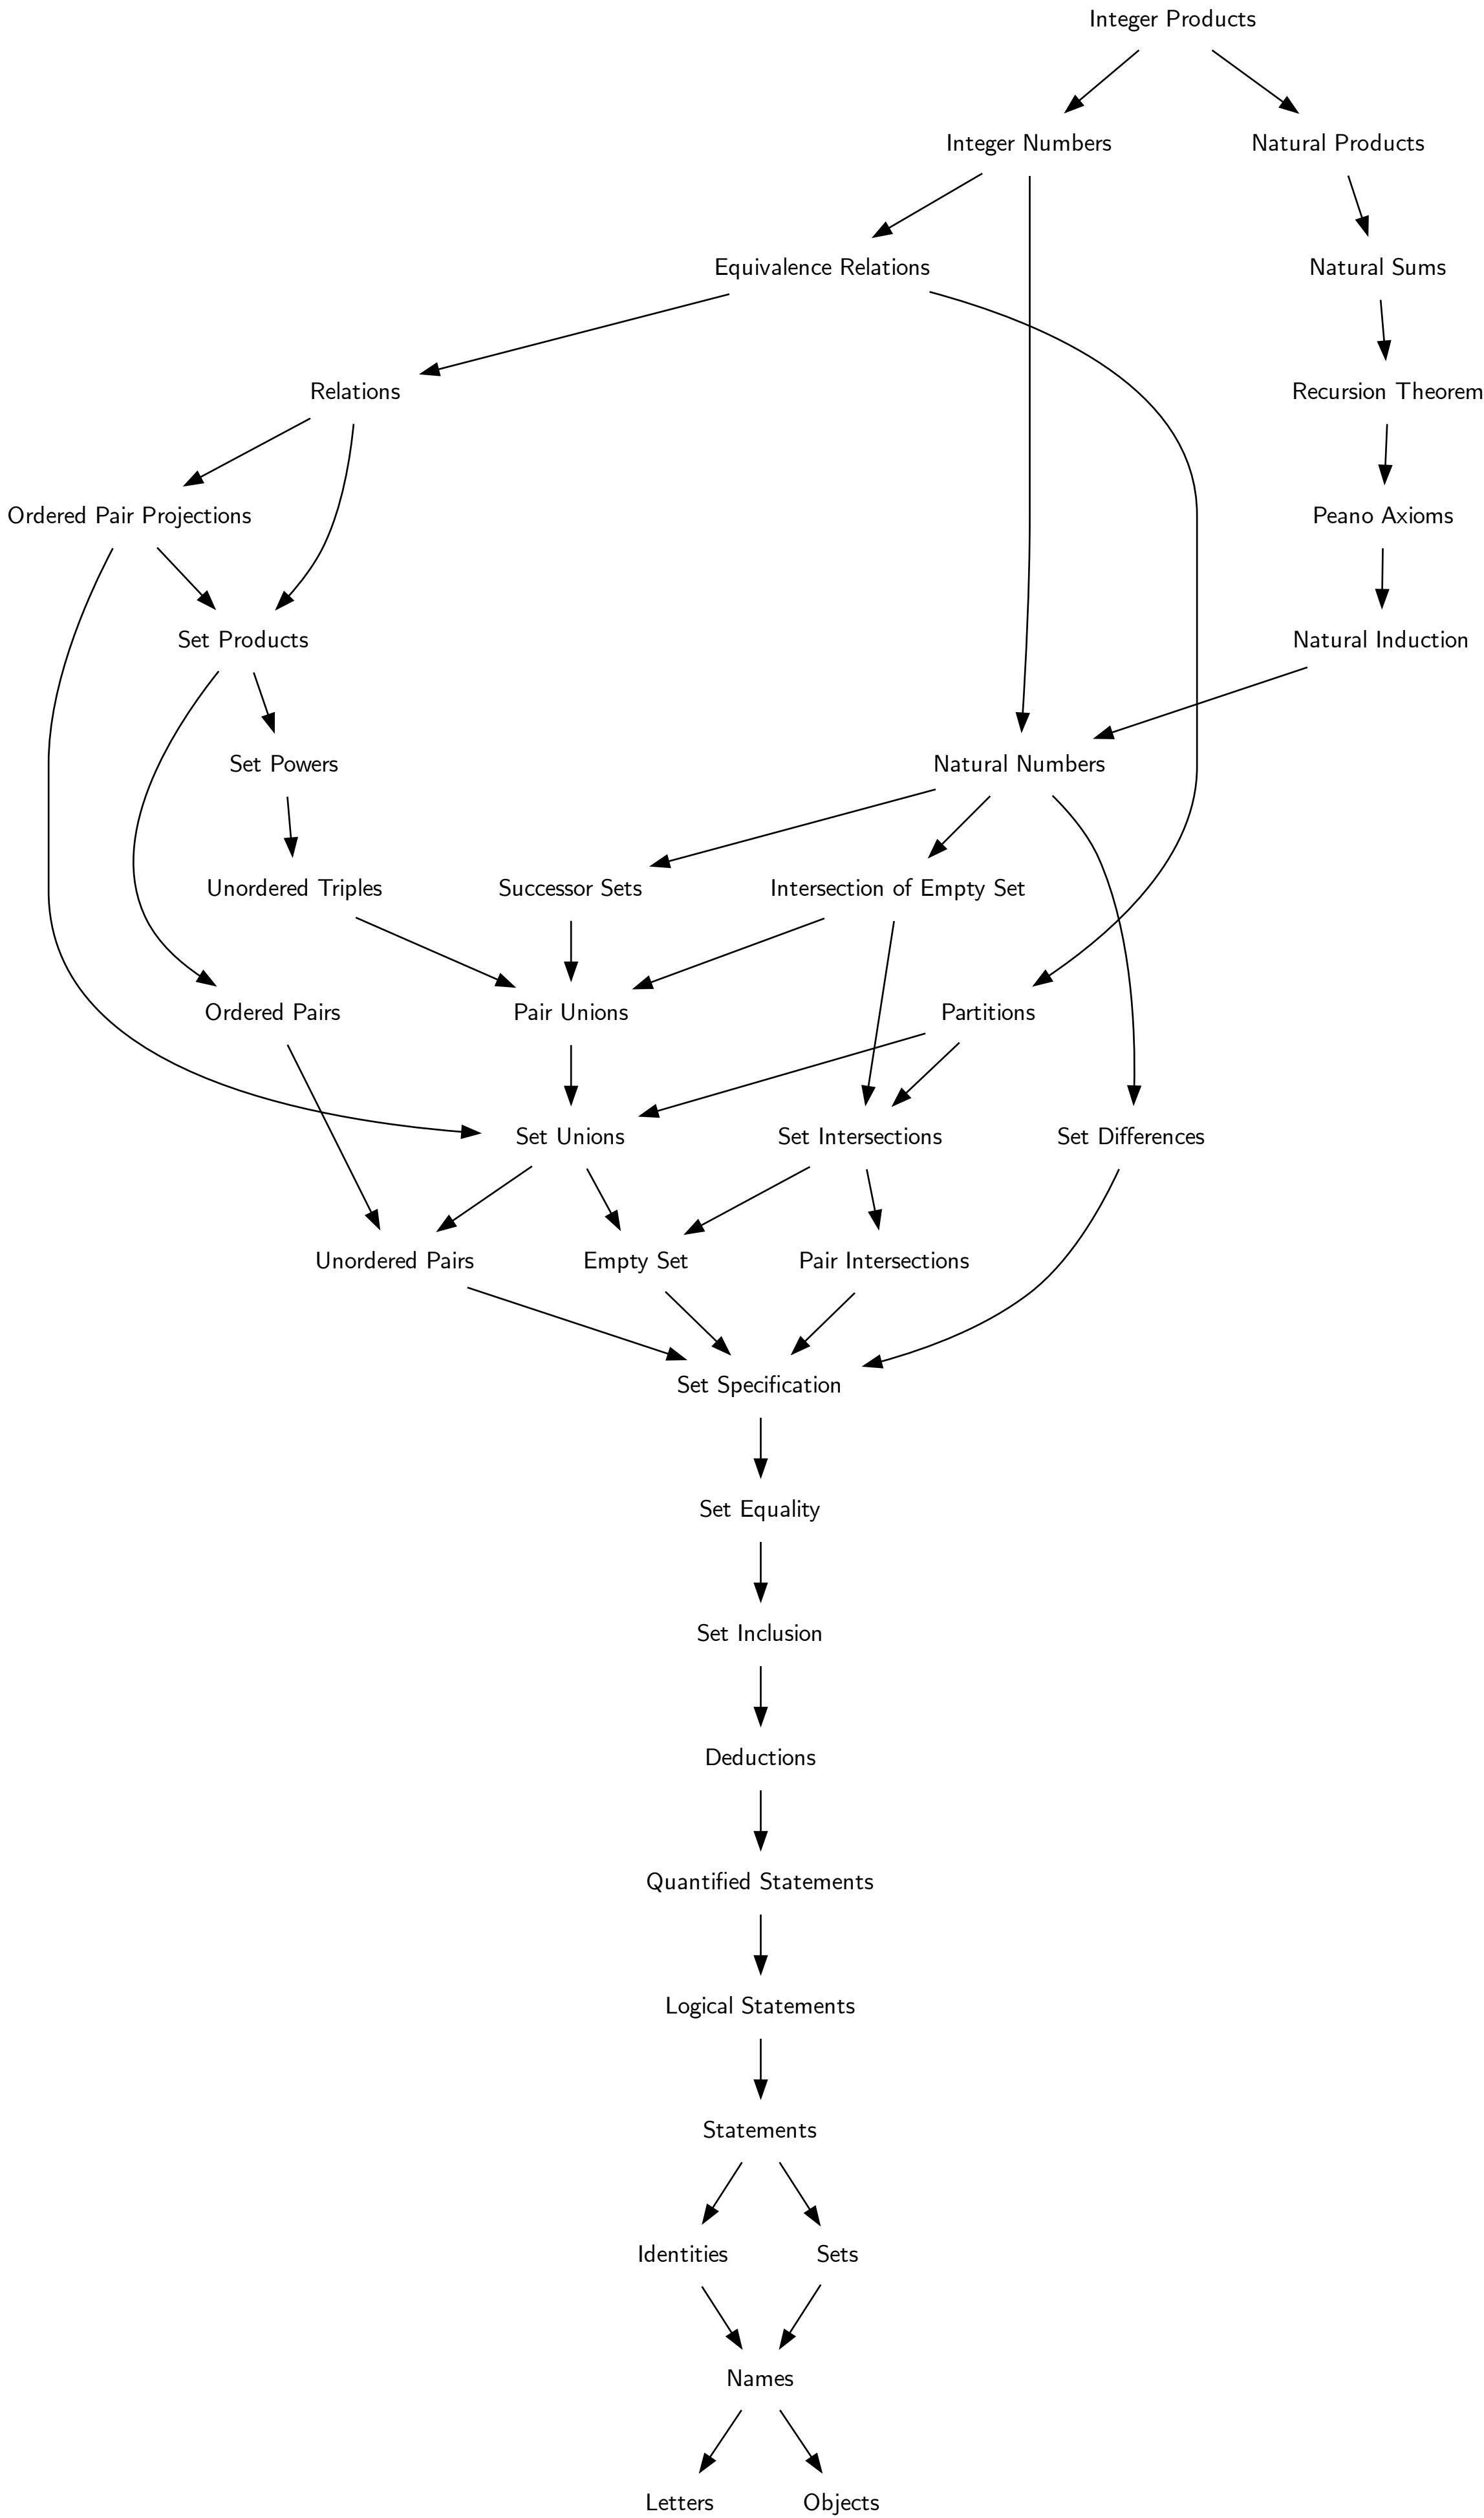 Integer Products
Integer Numbers
Natural Products
Equivalence Relations
Natural Sums
Relations
Recursion Theorem
Ordered Pair Projections
Peano Axioms
Set Products
Natural Induction
Set Powers
Natural Numbers
Unordered Triples
Successor Sets
Intersection of Empty Set
Ordered Pairs
Pair Unions
Partitions
Set Unions
Set Intersections
Set Differences
Unordered Pairs
Empty Set
Pair Intersections
Set Specification
Set Equality
Set Inclusion
Deductions
Quantified Statements
Logical Statements
Statements
Identities
Sets
Names
Letters
Objects